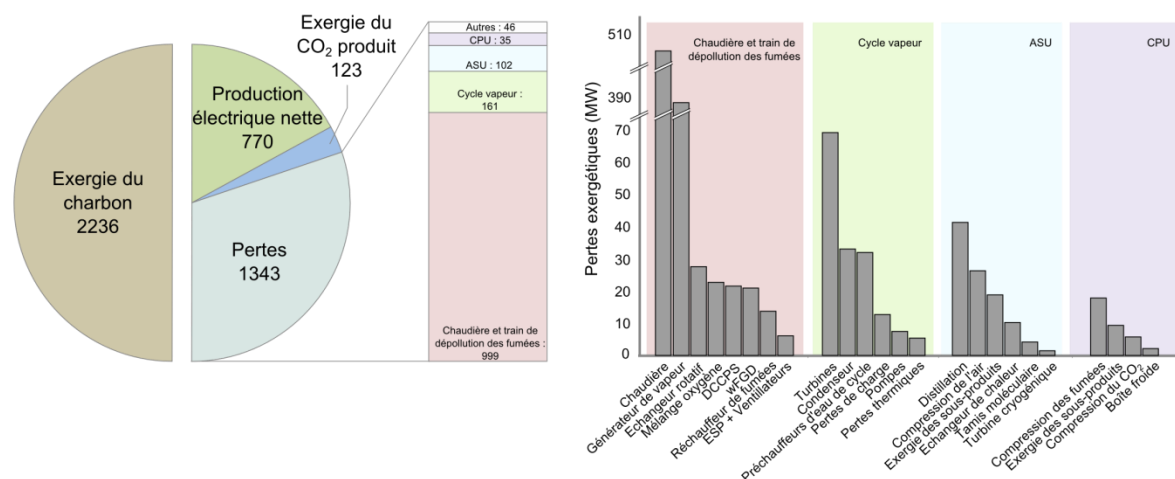 Exergie du
charbon
2236
Production
électrique nette
770
Exergie du
CO2 produit
123
Pertes
1343
Autres : 46
CPU : 35
ASU : 102
Cycle vapeur :
161
Chaudière et train de
dépollution des fumées :
999
Pertes exergétiques (MW)
510
390
70
60
50
40
30
20
10
0
Chaudière et train de
dépollution des fumées
Cycle vapeur
ASU
CPU
Chaudière
Générateur de vapeur
Echangeur rotatif
Mélange oxygène
DCCPS
wFGD
Réchauffeur de fumées
ESP + Ventilateurs
Turbines
Condenseur
Préchauffeurs d'eau de cycle
Pertes de charge
Pompes
Pertes thermiques
Distillation
Compression de l'air
Exergie des sous-produits
Echangeur de chaleur
Tamis moléculaire
Turbine cryogénique
Compression des fumées
Exergie des sous-produits
Compression du CO2
Boîte froide